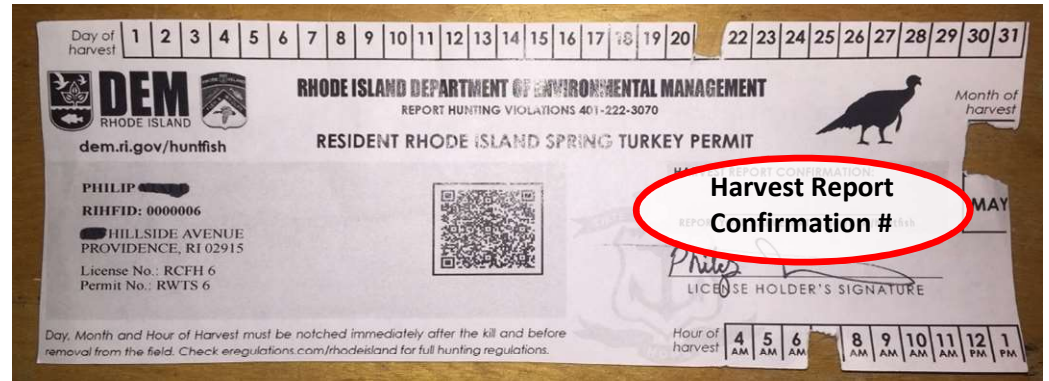 Day of harvest 1 2 3 4 5 6 7 8 9 10 11 12 13 14 15 16 17 18 19 20 22 23 24 25 26 27 28 29 30 31
DEM
RHODE ISLAND
dem.ri.gov/huntfish
RHODE ISLAND DEPARTMENT OF ENVIRONMENTAL MANAGEMENT
REPORT HUNTING VIOLATIONS 401-222-3070
RESIDENT RHODE ISLAND SPRING TURKEY PERMIT
Month of
harvest
MAY
PHILIP
RIHFID: 0000006
HILLSIDE AVENUE
PROVIDENCE, RI 02915
License No.: RCFH 6
Permit No.: RWTS 6
HARVEST REPORT CONFIRMATION:
Harvest Report
Confirmation #
Philip
LICENSE HOLDER'S SIGNATURE
Day, Month and Hour of Harvest must be notched immediately after the kill and before
removal from the field. Check eregulations.com/rhodeisland for full hunting regulations.
Hour of harvest 4 AM 5 AM 6 AM 8 AM 9 AM 10 AM 11 AM 12 PM 1 PM